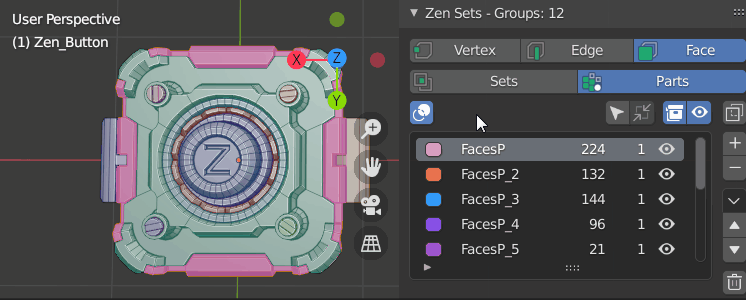 User Perspective
(1) Zen_Button
X
Z
Y
Z
Zen Sets - Groups: 12
Vertex Edge Face
Sets Parts
FacesP 224 1
FacesP_2 132 1
FacesP_3 144 1
FacesP_4 96 1
FacesP_5 21 1